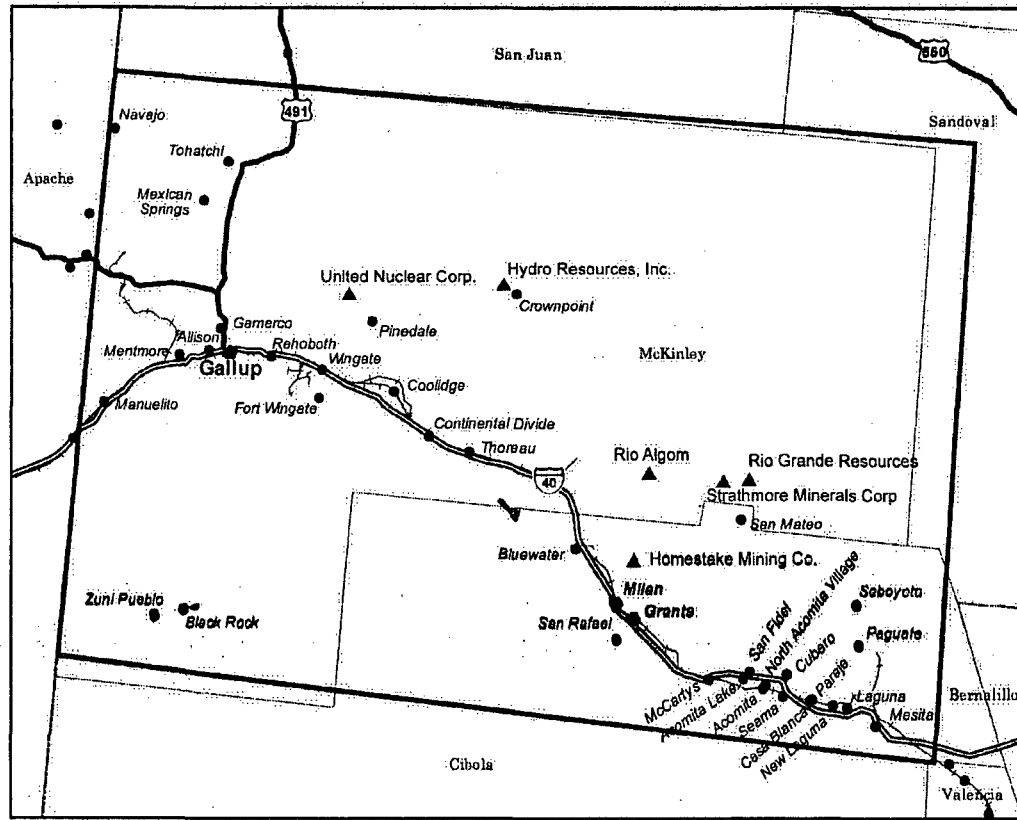 San Juan
550
491
Navajo
Sandoval
Tohatchi
Apache
Mexican
Springs
United Nuclear Corp.
Hydro Resources, Inc.
Crownpoint
Pinedale
Gamerco
Allison
Mentmore
Rehoboth
McKinley
Gallup
Wingate
Coolidge
Manuelito
Fort Wingate
Continental Divide
Thoreau
Rio Algom
Rio Grande Resources
40
Strathmore Minerals Corp
San Mateo
Bluewater
Homestake Mining Co.
Zuni Pueblo
Black Rock
Milan
Grants
San Rafael
San Fidel
North Acomita Village
Cubero
Seboyeta
Paguate
Paraje
McCartys
Acomita Lake
Acomita
Seama
Casa Blanca
New Laguna
Laguna
Mesita
Bernalillo
Cibola
Valencia